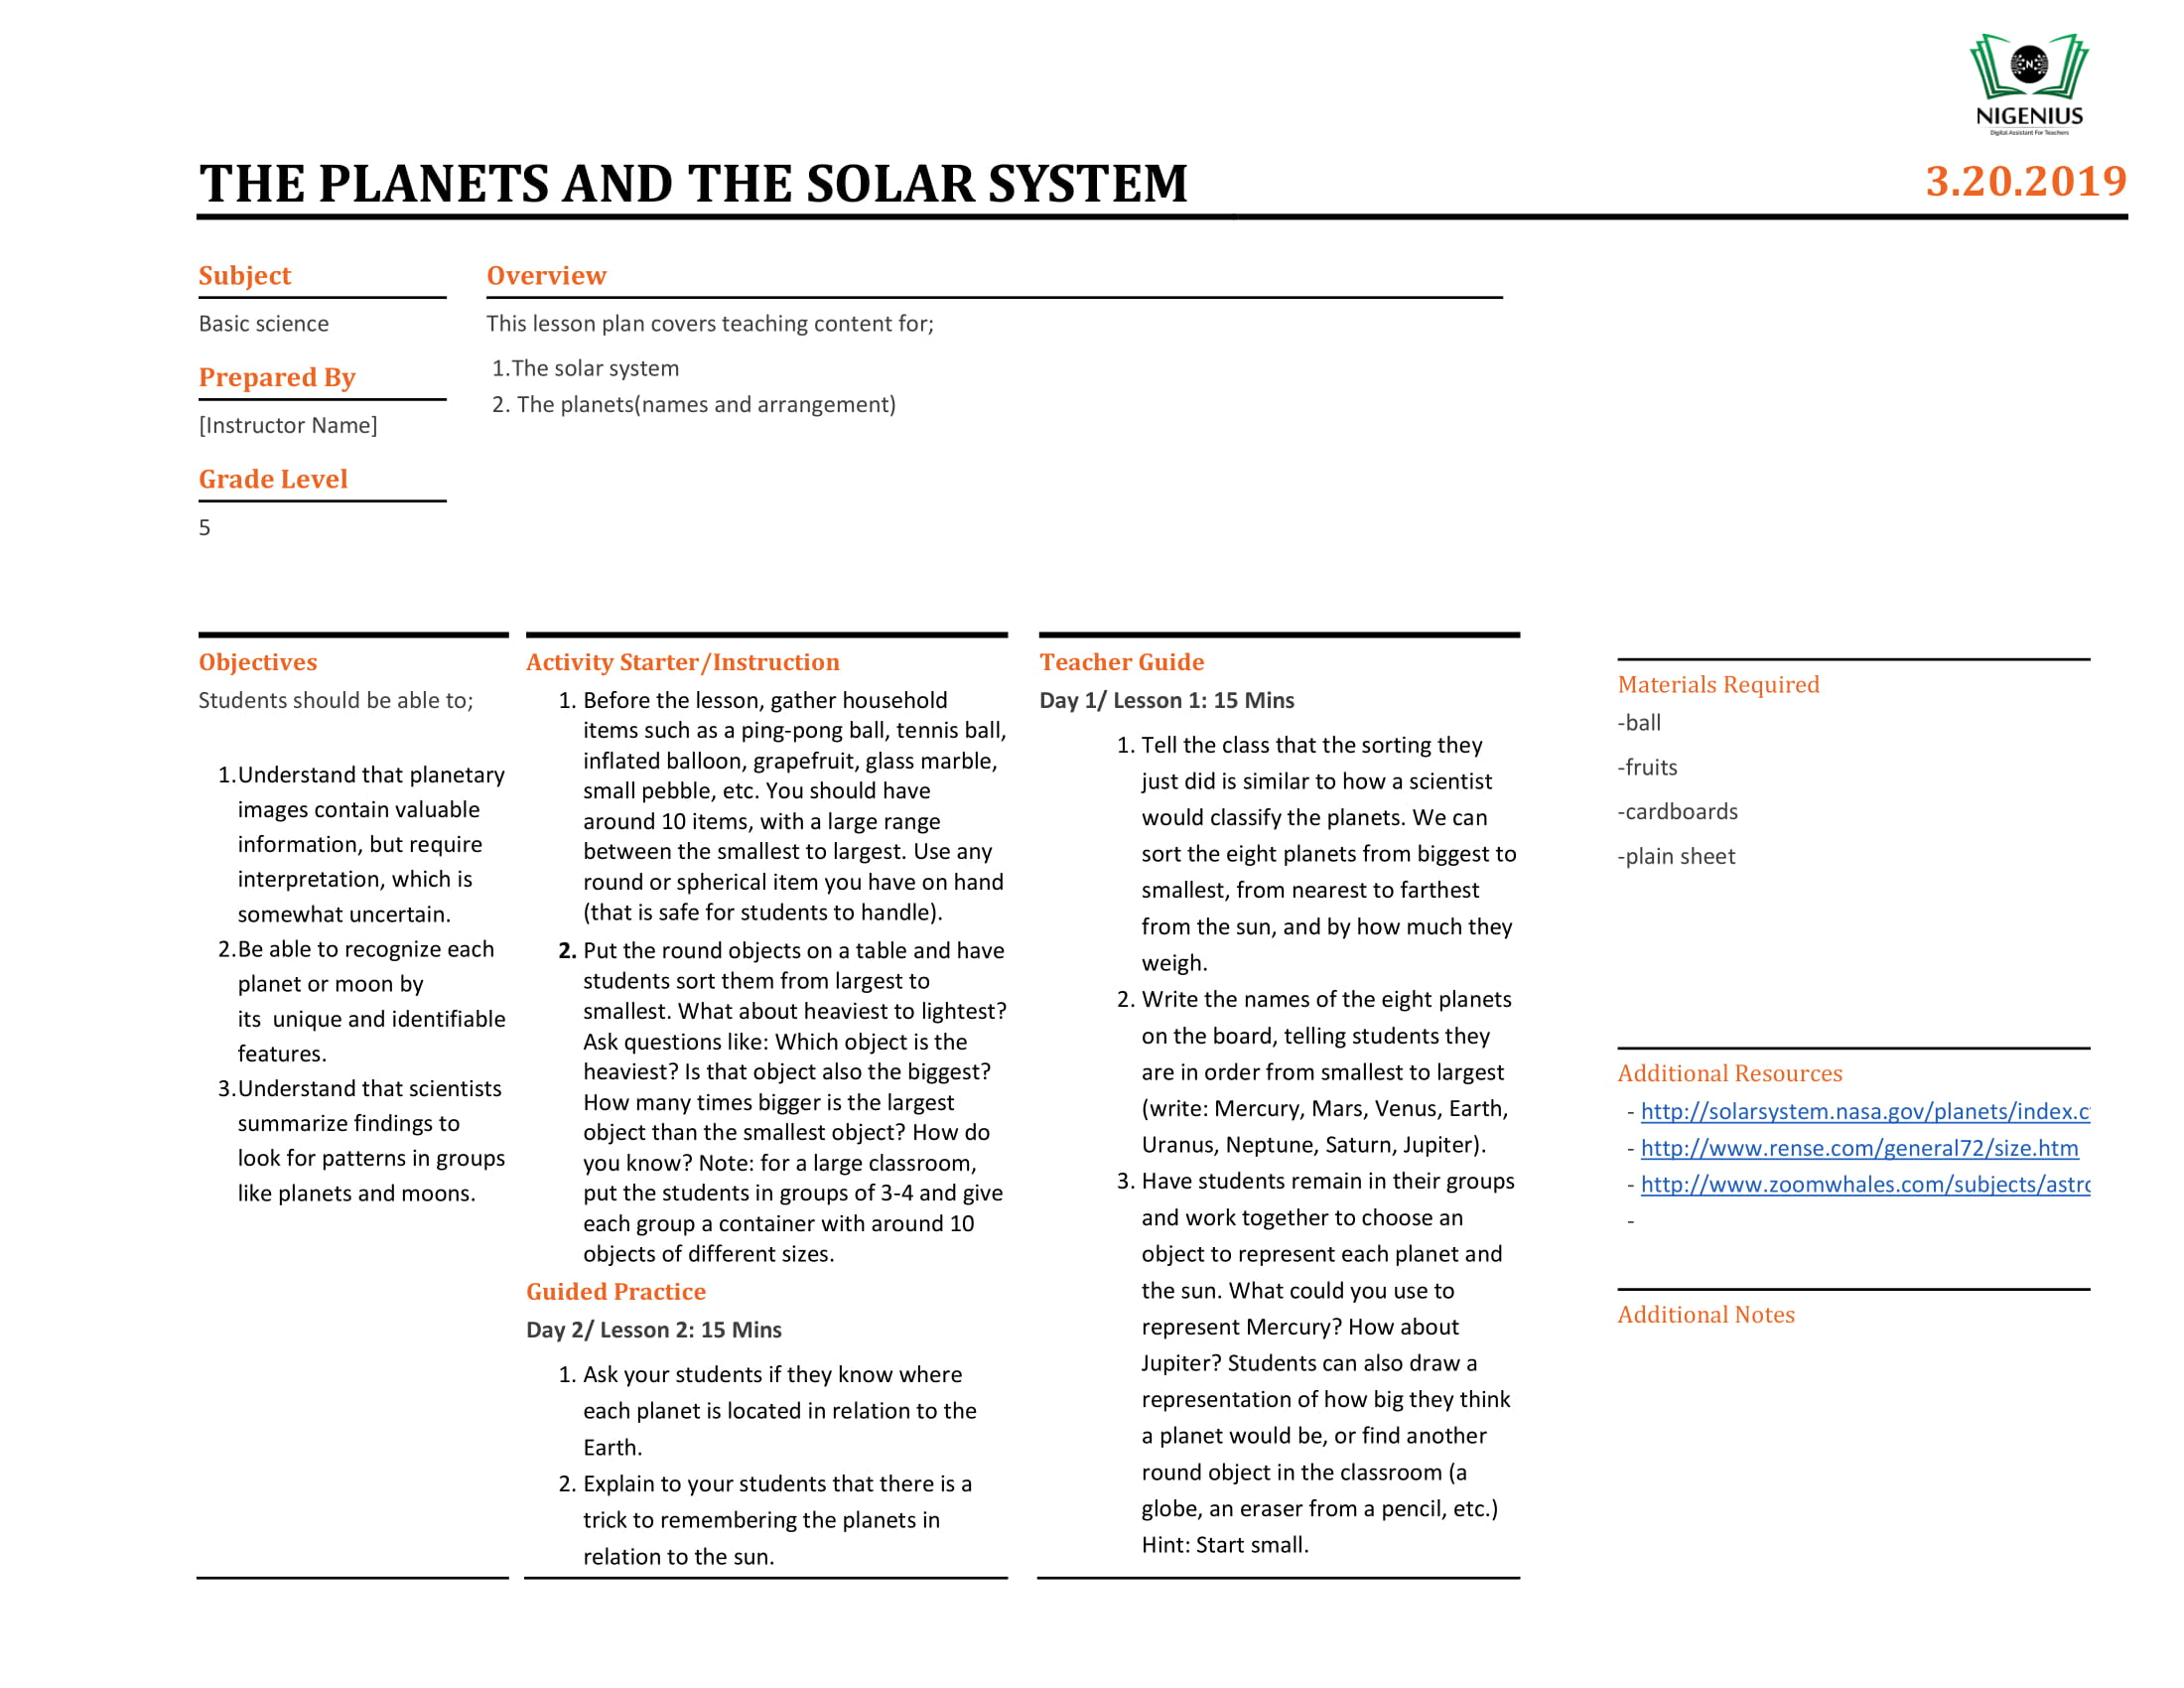 NIGENIUS
Digital Assistant For Teachers
THE PLANETS AND THE SOLAR SYSTEM
3.20.2019
Subject
Basic science
Prepared By
[Instructor Name]
Grade Level
5
Overview
This lesson plan covers teaching content for;
1.The solar system
2. The planets(names and arrangement)
Objectives
Students should be able to;
1.Understand that planetary
images contain valuable
information, but require
interpretation, which is
somewhat uncertain.
2.Be able to recognize each
planet or moon by
its  unique and identifiable
features.
3.Understand that scientists
summarize findings to
look for patterns in groups
like planets and moons.
Activity Starter/Instruction
1. Before the lesson, gather household
items such as a ping-pong ball, tennis ball,
inflated balloon, grapefruit, glass marble,
small pebble, etc. You should have
around 10 items, with a large range
between the smallest to largest. Use any
round or spherical item you have on hand
(that is safe for students to handle).
2. Put the round objects on a table and have
students sort them from largest to
smallest. What about heaviest to lightest?
Ask questions like: Which object is the
heaviest? Is that object also the biggest?
How many times bigger is the largest
object than the smallest object? How do
you know? Note: for a large classroom,
put the students in groups of 3-4 and give
each group a container with around 10
objects of different sizes.
Guided Practice
Day 2/ Lesson 2: 15 Mins
1. Ask your students if they know where
each planet is located in relation to the
Earth.
2. Explain to your students that there is a
trick to remembering the planets in
relation to the sun.
Teacher Guide
Day 1/ Lesson 1: 15 Mins
1. Tell the class that the sorting they
just did is similar to how a scientist
would classify the planets. We can
sort the eight planets from biggest to
smallest, from nearest to farthest
from the sun, and by how much they
weigh.
2. Write the names of the eight planets
on the board, telling students they
are in order from smallest to largest
(write: Mercury, Mars, Venus, Earth,
Uranus, Neptune, Saturn, Jupiter).
3. Have students remain in their groups
and work together to choose an
object to represent each planet and
the sun. What could you use to
represent Mercury? How about
Jupiter? Students can also draw a
representation of how big they think
a planet would be, or find another
round object in the classroom (a
globe, an eraser from a pencil, etc.)
Hint: Start small.
Materials Required
-ball
-fruits
-cardboards
-plain sheet
Additional Resources
- http://solarsystem.nasa.gov/planets/index.c
- http://www.rense.com/general72/size.htm
- http://www.zoomwhales.com/subjects/astro
-
Additional Notes